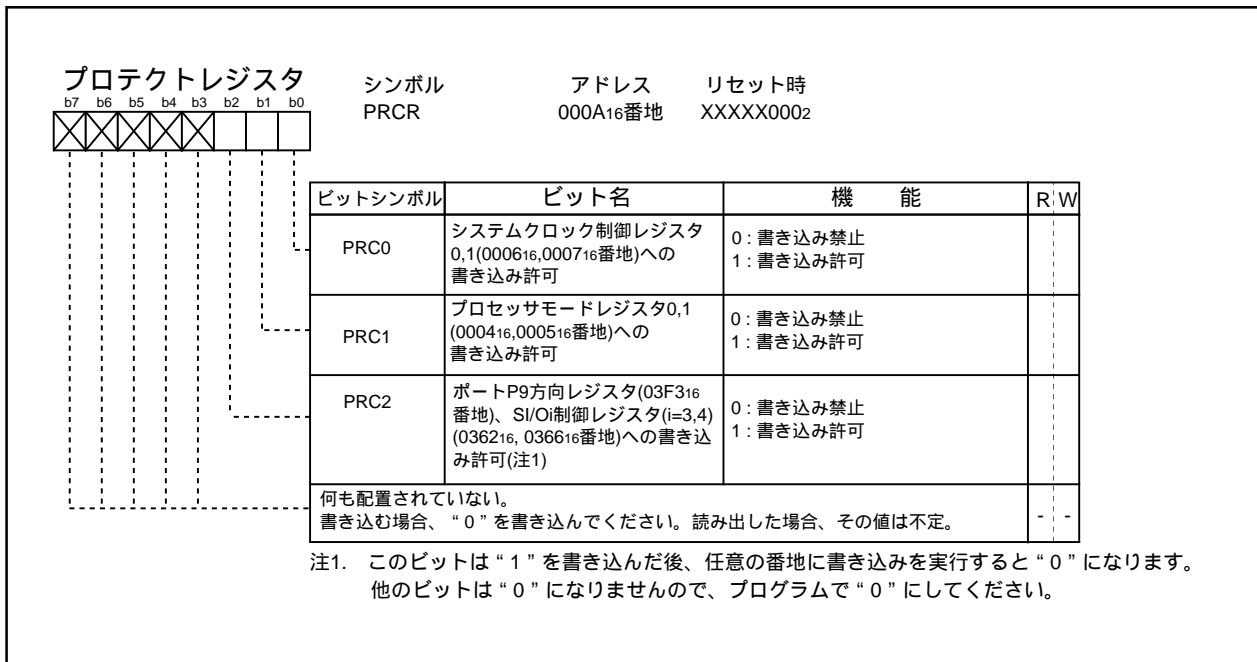 プロテクトレジスタ
b7 b6 b5 b4 b3 b2 b1 b0
シンボル アドレス リセット時
PRCR 000A16番地 XXXXX0002
ビットシンボル ビット名 機 能 R W
PRC0
システムクロック制御レジスタ
0,1(000616,000716番地)への
書き込み許可
0 : 書き込み禁止
1 : 書き込み許可
PRC1
プロセッサモードレジスタ0,1
(000416,000516番地)への
書き込み許可
0 : 書き込み禁止
1 : 書き込み許可
PRC2
ポートP9方向レジスタ(03F316
番地)、SI/Oi制御レジスタ(i=3,4)
(036216, 036616番地)への書き込
み許可(注1)
0 : 書き込み禁止
1 : 書き込み許可
何も配置されていない。
書き込む場合、“0”を書き込んでください。読み出した場合、その値は不定。
- -
注1. このビットは“1”を書き込んだ後、任意の番地に書き込みを実行すると“0”になります。
他のビットは“0”になりませんので、プログラムで“0”にしてください。